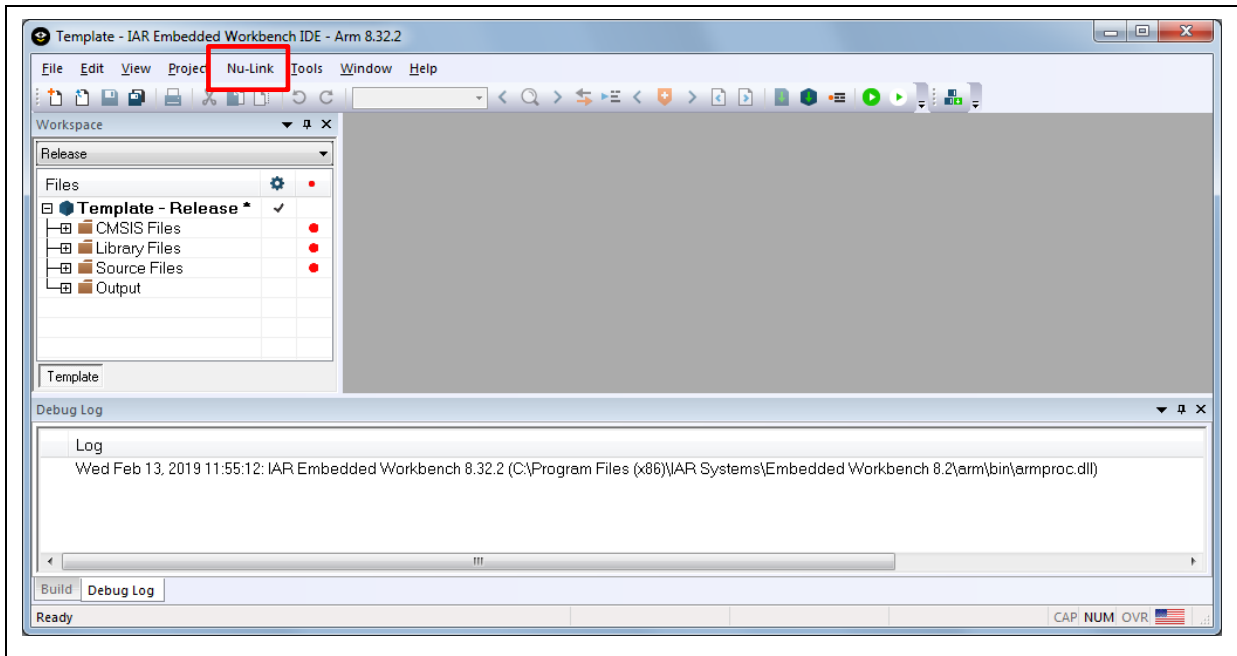 Template - IAR Embedded Workbench IDE - Arm 8.32.2
File Edit View Project Nu-Link Tools Window Help
Workspace
Release
Files
Template - Release *
CMSIS Files
Library Files
Source Files
Output
Template
Debug Log
Log
Wed Feb 13, 2019 11:55:12: IAR Embedded Workbench 8.32.2 (C:\Program Files (x86)\IAR Systems\Embedded Workbench 8.2\arm\bin\armproc.dll)
Build Debug Log
Ready CAP NUM OVR